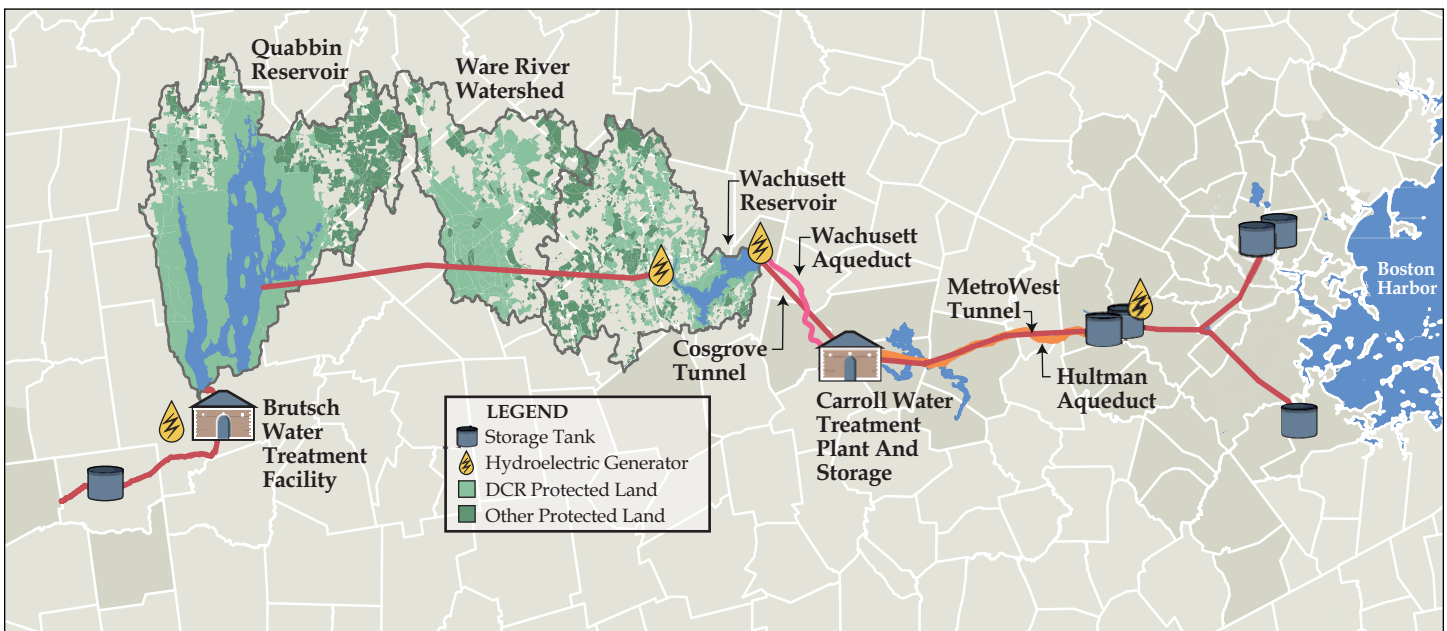 Quabbin
Reservoir
Ware River
Watershed
Wachusett
Reservoir
Wachusett
Aqueduct
MetroWest
Tunnel
Boston
Harbor
Cosgrove
Tunnel
Hultman
Aqueduct
Carroll Water
Treatment
Plant And
Storage
Brutsch
Water
Treatment
Facility
LEGEND
Storage Tank
Hydroelectric Generator
DCR Protected Land
Other Protected Land